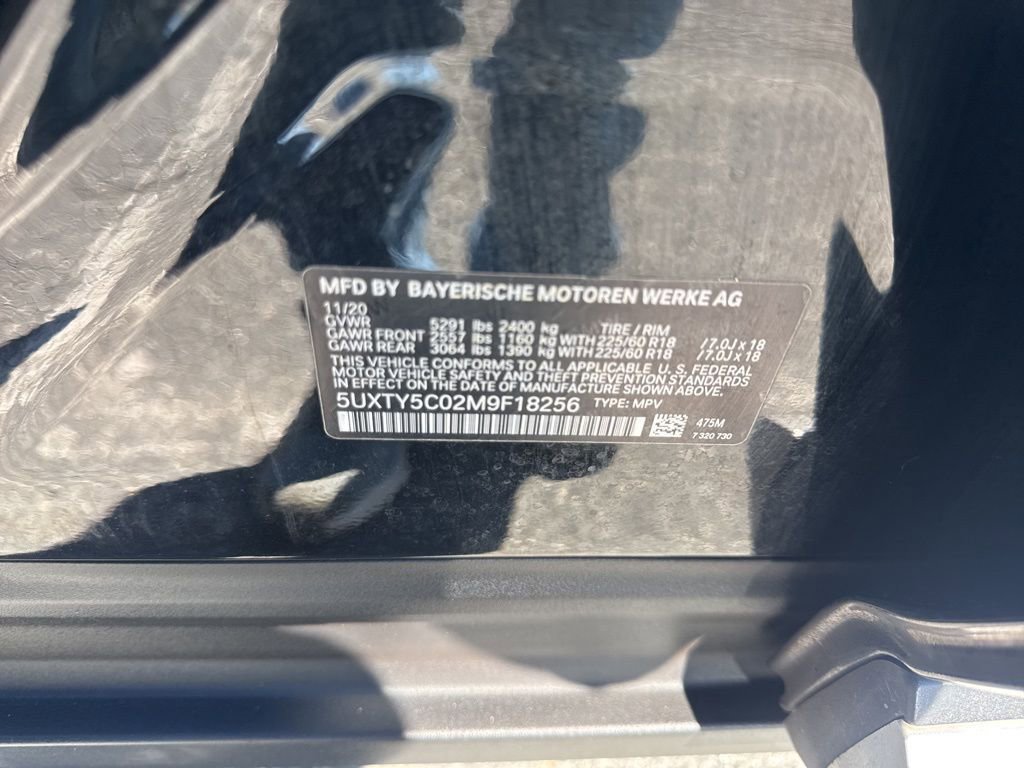 MFD BY BAYERISCHE MOTOREN WERKE AG
11/20
GVWR 5291 lbs 2400 kg TIRE / RIM
GAWR FRONT 2557 lbs 1160 kg WITH 225/60 R18 / 7.0J x 18
GAWR REAR 3064 lbs 1390 kg WITH 225/60 R18 / 7.0J x 18
THIS VEHICLE CONFORMS TO ALL APPLICABLE U. S. FEDERAL
MOTOR VEHICLE SAFETY AND THEFT PREVENTION STANDARDS
IN EFFECT ON THE DATE OF MANUFACTURE SHOWN ABOVE.
5UXTY5C02M9F18256 TYPE: MPV
475M
7 320 730